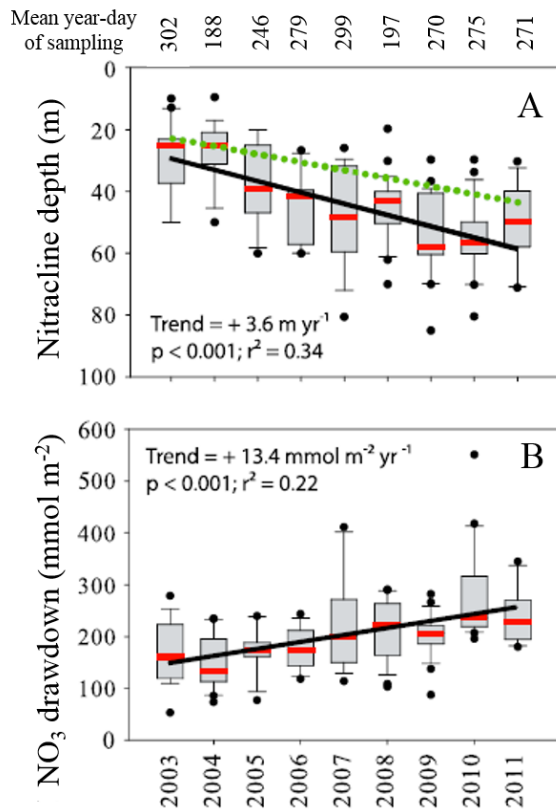 Mean year-day
of sampling
302 188 246 279 299 197 270 275 271
A
Nitracline depth (m)
0
20
40
60
80
100
Trend = + 3.6 m yr⁻¹
p < 0.001; r² = 0.34
B
NO₃ drawdown (mmol m⁻²)
600
500
400
300
200
100
0
Trend = + 13.4 mmol m⁻² yr⁻¹
p < 0.001; r² = 0.22
2003 2004 2005 2006 2007 2008 2009 2010 2011